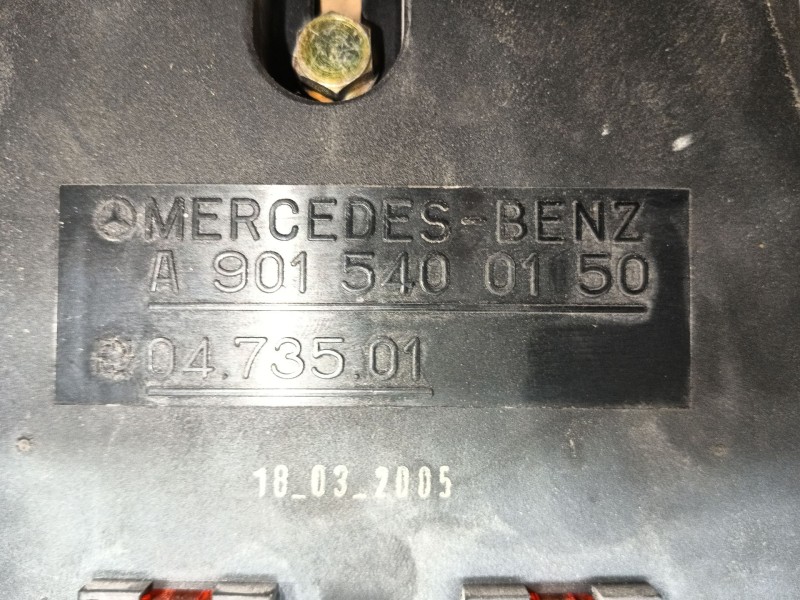 MERCEDES-BENZ
A 901 540 01 50
04.735.01
18_03_2005